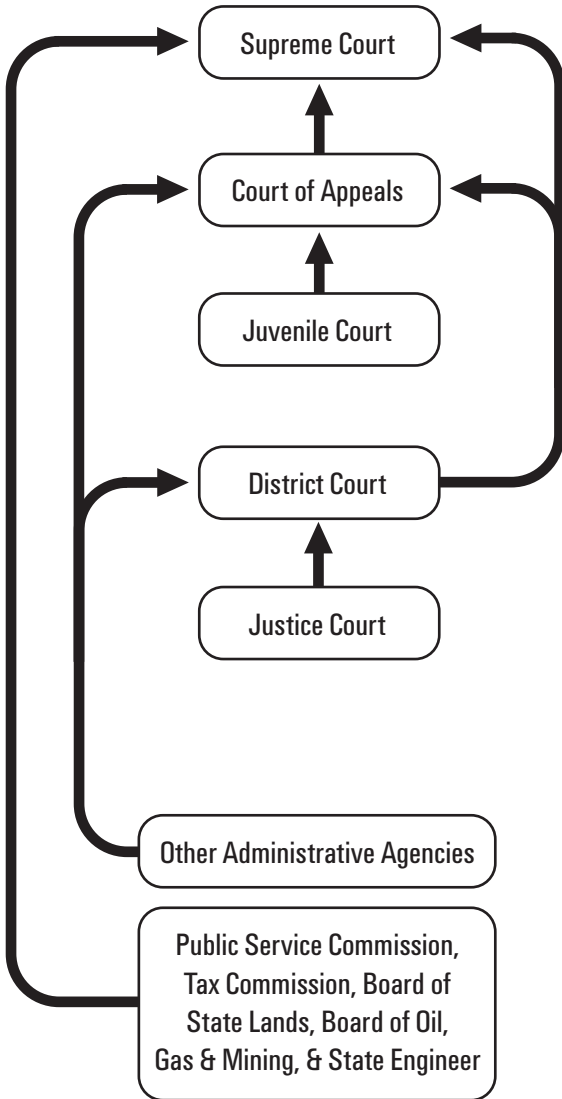 Supreme Court
Court of Appeals
Juvenile Court
District Court
Justice Court
Other Administrative Agencies
Public Service Commission,
Tax Commission, Board of
State Lands, Board of Oil,
Gas & Mining, & State Engineer